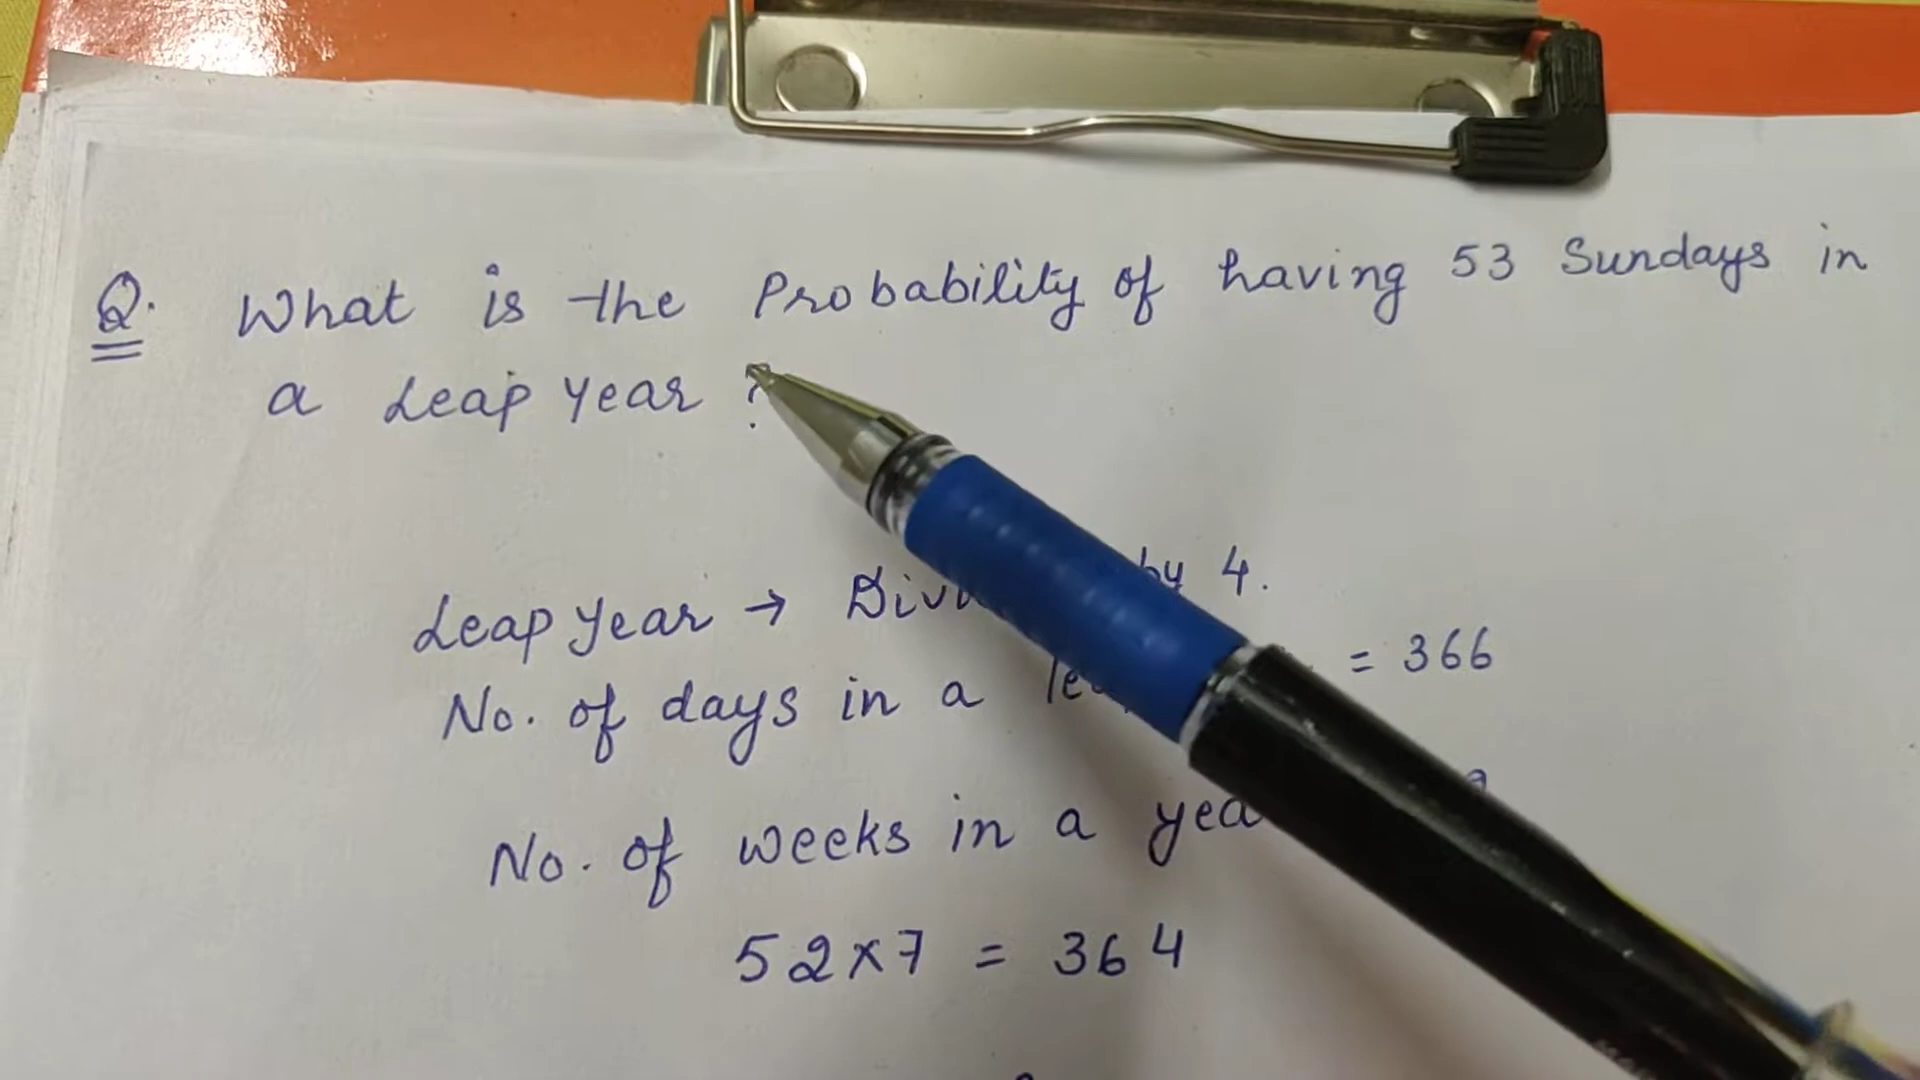 Q. What is the Probability of having 53 Sundays in
a Leap Year ?
Leap Year → by 4.
No. of days in a = 366
No. of weeks in a
52×7 = 364